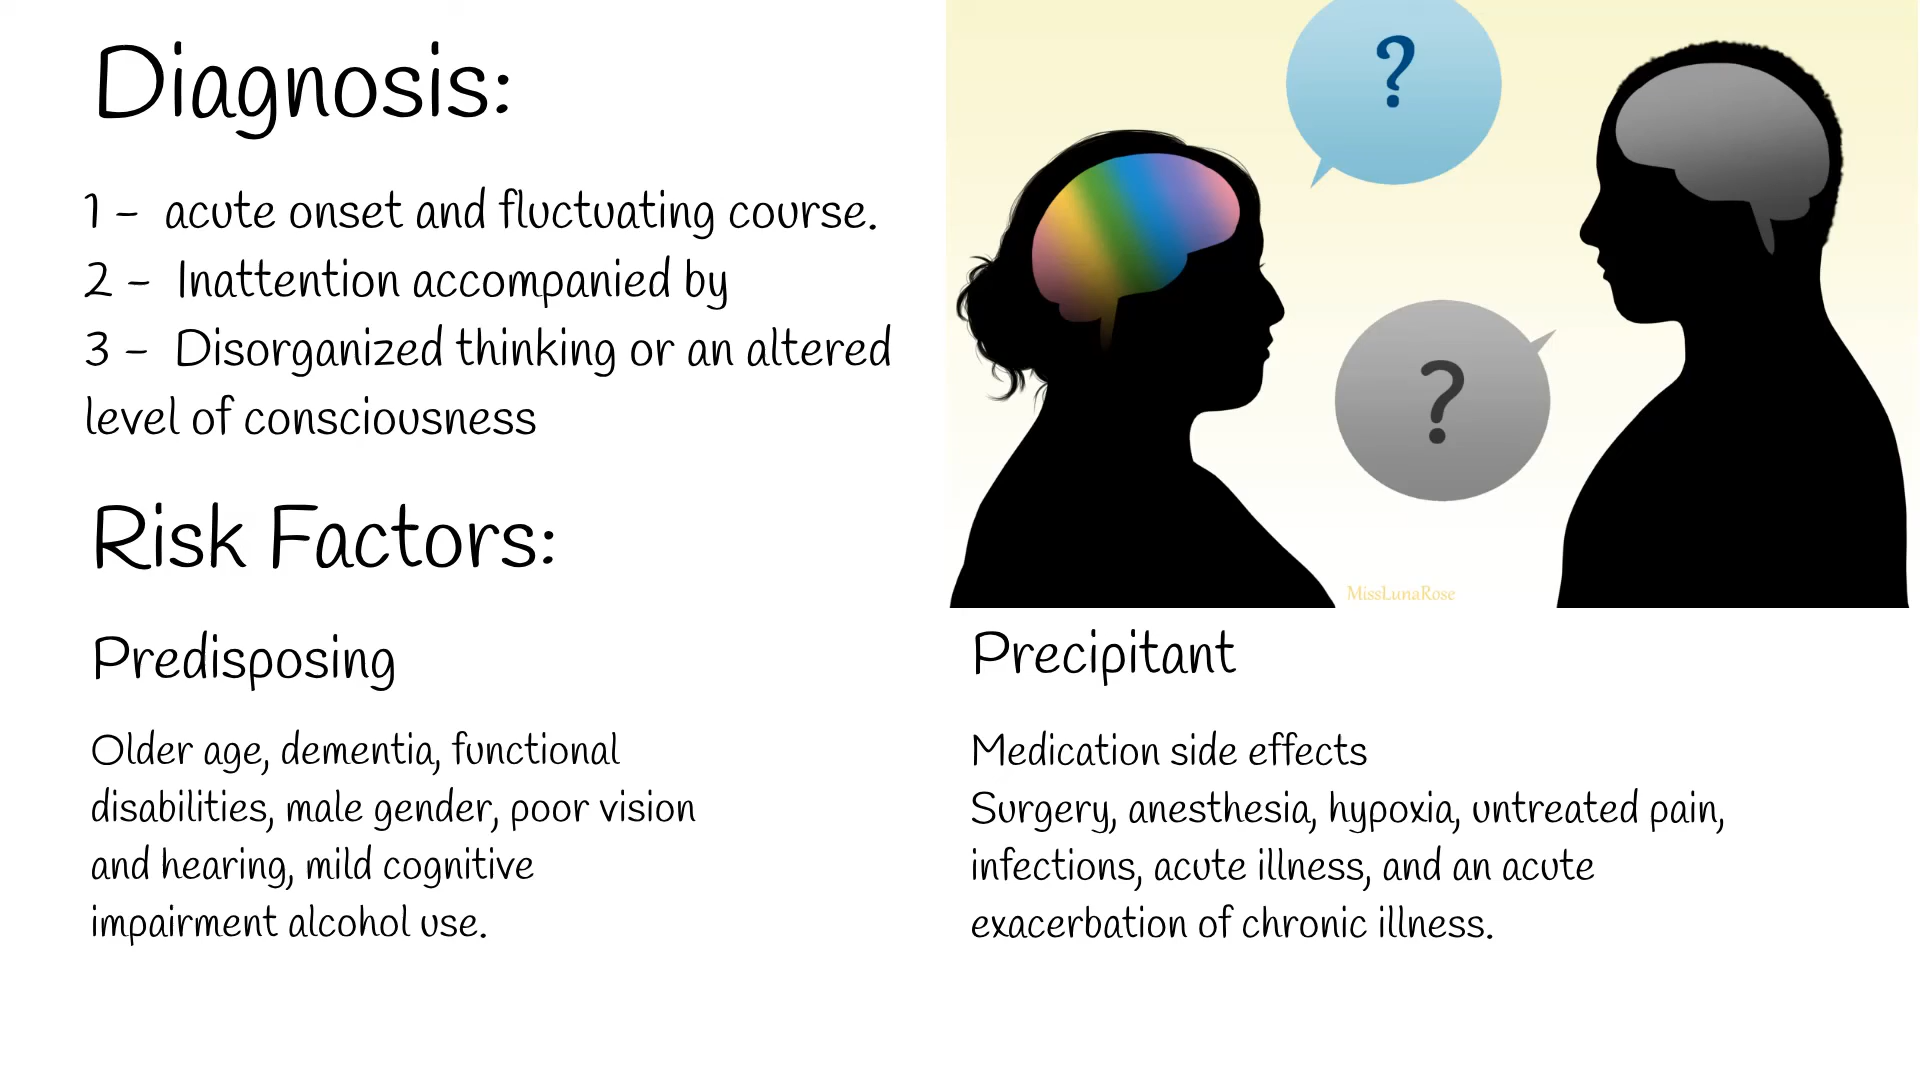 Diagnosis:
1 - acute onset and fluctuating course.
2 - Inattention accompanied by
3 - Disorganized thinking or an altered
level of consciousness
?
?
MissLunaRose
Risk Factors:
Predisposing
Older age, dementia, functional
disabilities, male gender, poor vision
and hearing, mild cognitive
impairment alcohol use.
Precipitant
Medication side effects
Surgery, anesthesia, hypoxia, untreated pain,
infections, acute illness, and an acute
exacerbation of chronic illness.